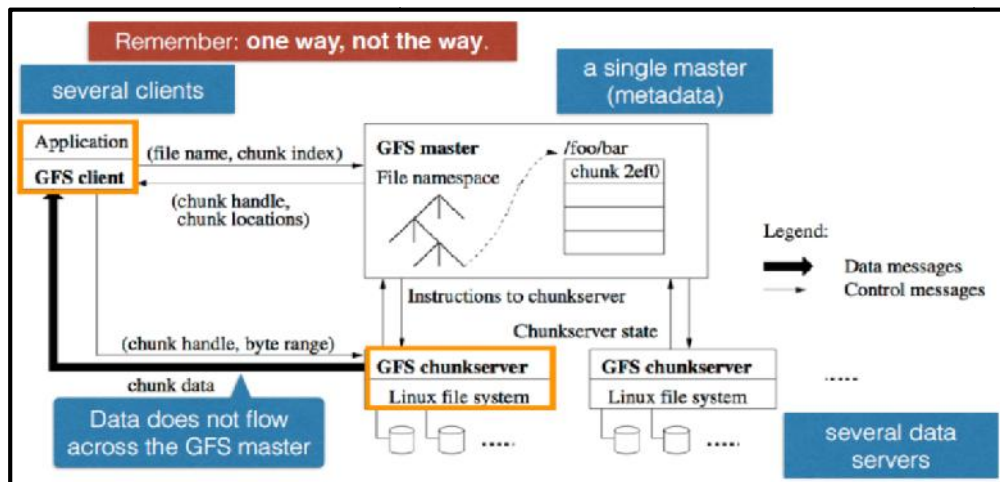 Remember: one way, not the way.
several clients
a single master
(metadata)
Application
GFS client
(file name, chunk index)
(chunk handle,
chunk locations)
GFS master
File namespace
/foo/bar
chunk 2ef0
Legend:
Data messages
Control messages
Instructions to chunkserver
Chunkserver state
(chunk handle, byte range)
chunk data
GFS chunkserver
Linux file system
GFS chunkserver
Linux file system
Data does not flow
across the GFS master
several data
servers